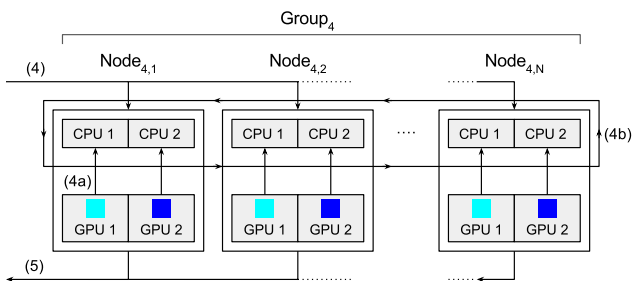 Group4
Node4,1 Node4,2 Node4,N
(4)
CPU 1 CPU 2 CPU 1 CPU 2 CPU 1 CPU 2
(4b)
(4a)
GPU 1 GPU 2 GPU 1 GPU 2 GPU 1 GPU 2
(5)